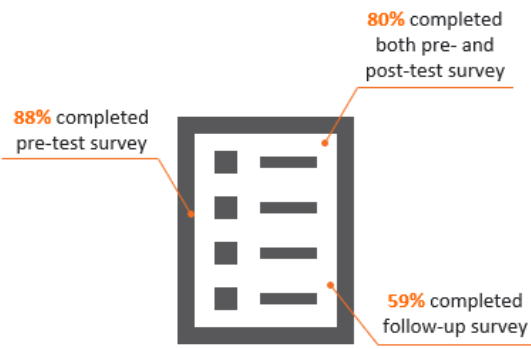 80% completed
both pre- and
post-test survey
88% completed
pre-test survey
59% completed
follow-up survey